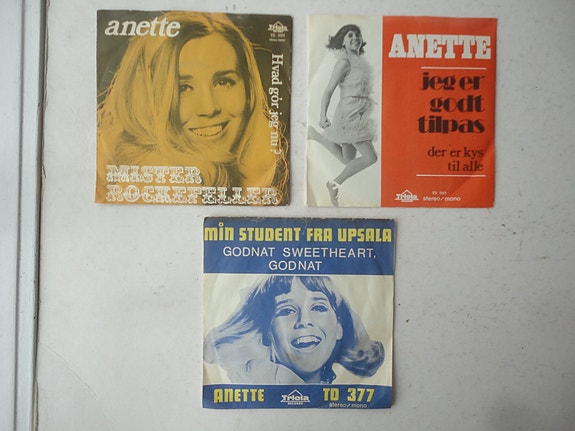 anette
Triola
Hvad gør jeg nu?
MISTER
ROCKEFELLER
ANETTE
jeg er
godt
tilpas
der er kys
til alle
Triola
stereo/mono
MIN STUDENT FRA UPSALA
GODNAT SWEETHEART,
GODNAT
ANETTE
Triola
RECORDS
TD 377
stereo/mono